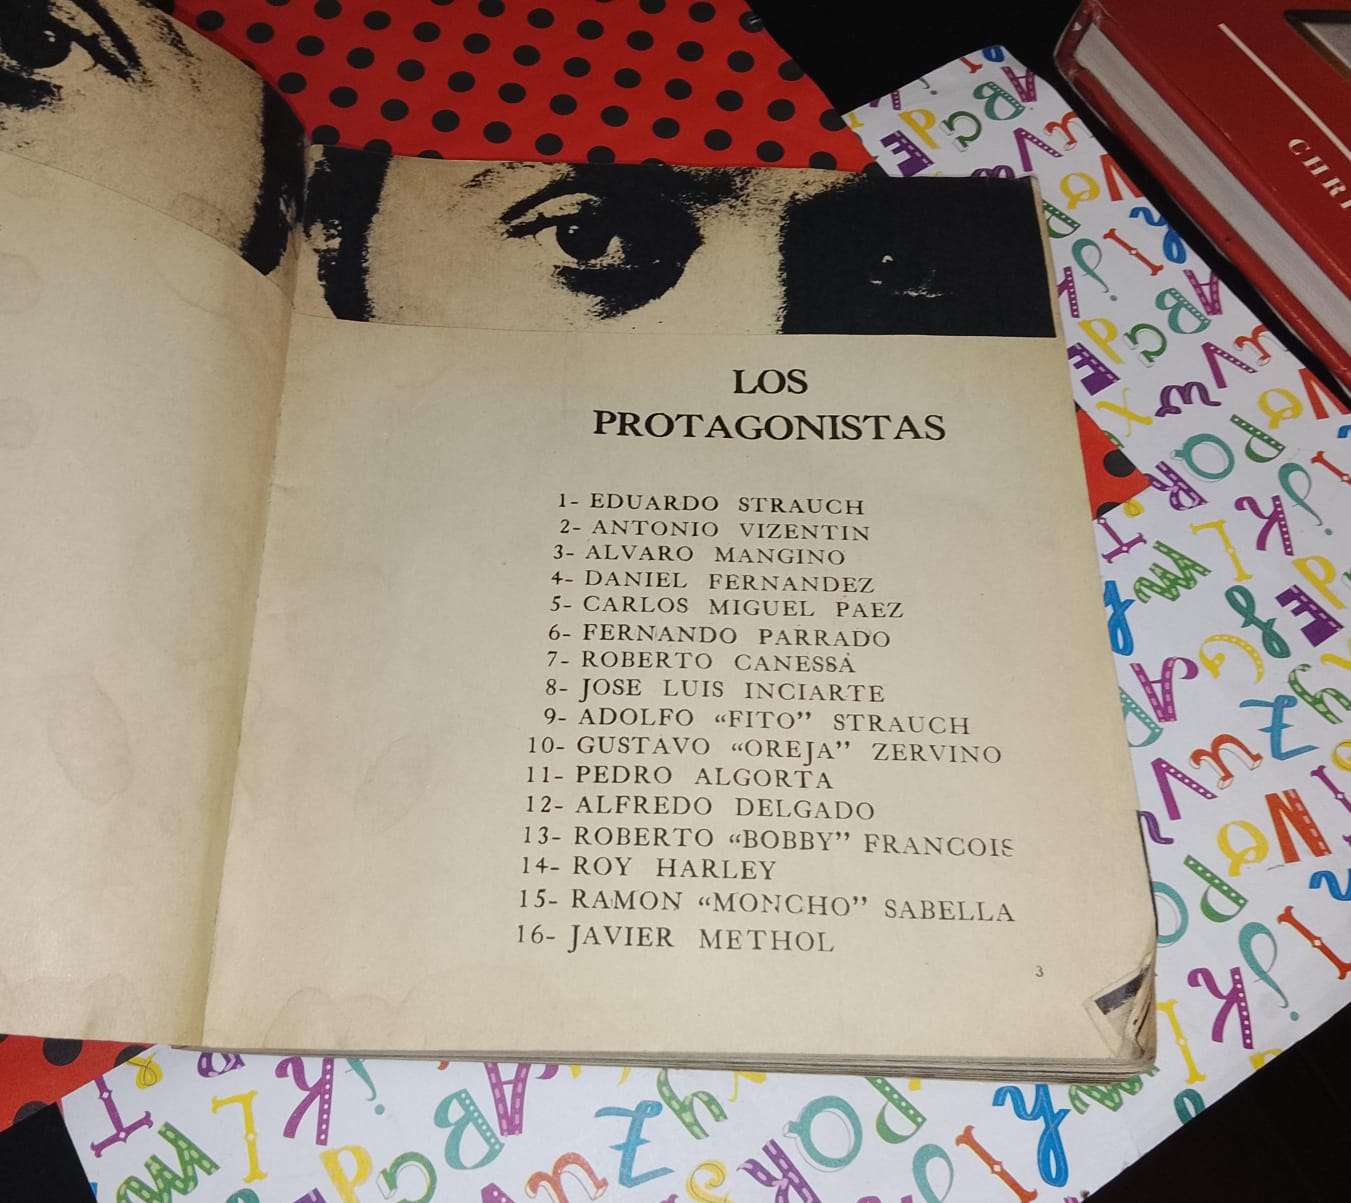 LOS
PROTAGONISTAS
1- EDUARDO STRAUCH
2- ANTONIO VIZENTIN
3- ALVARO MANGINO
4- DANIEL FERNANDEZ
5- CARLOS MIGUEL PAEZ
6- FERNANDO PARRADO
7- ROBERTO CANESSA
8- JOSE LUIS INCIARTE
9- ADOLFO “FITO” STRAUCH
10- GUSTAVO “OREJA” ZERVINO
11- PEDRO ALGORTA
12- ALFREDO DELGADO
13- ROBERTO “BOBBY” FRANCOIS
14- ROY HARLEY
15- RAMON “MONCHO” SABELLA
16- JAVIER METHOL
3
CHRI